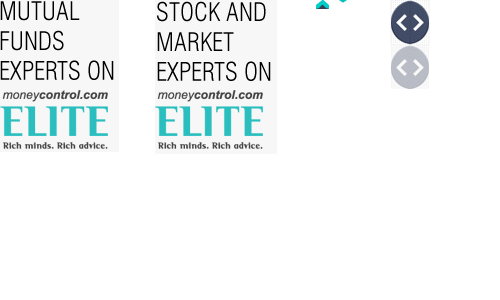 MUTUAL
FUNDS
EXPERTS ON
moneycontrol.com
ELITE
Rich minds. Rich advice.
STOCK AND
MARKET
EXPERTS ON
moneycontrol.com
ELITE
Rich minds. Rich advice.